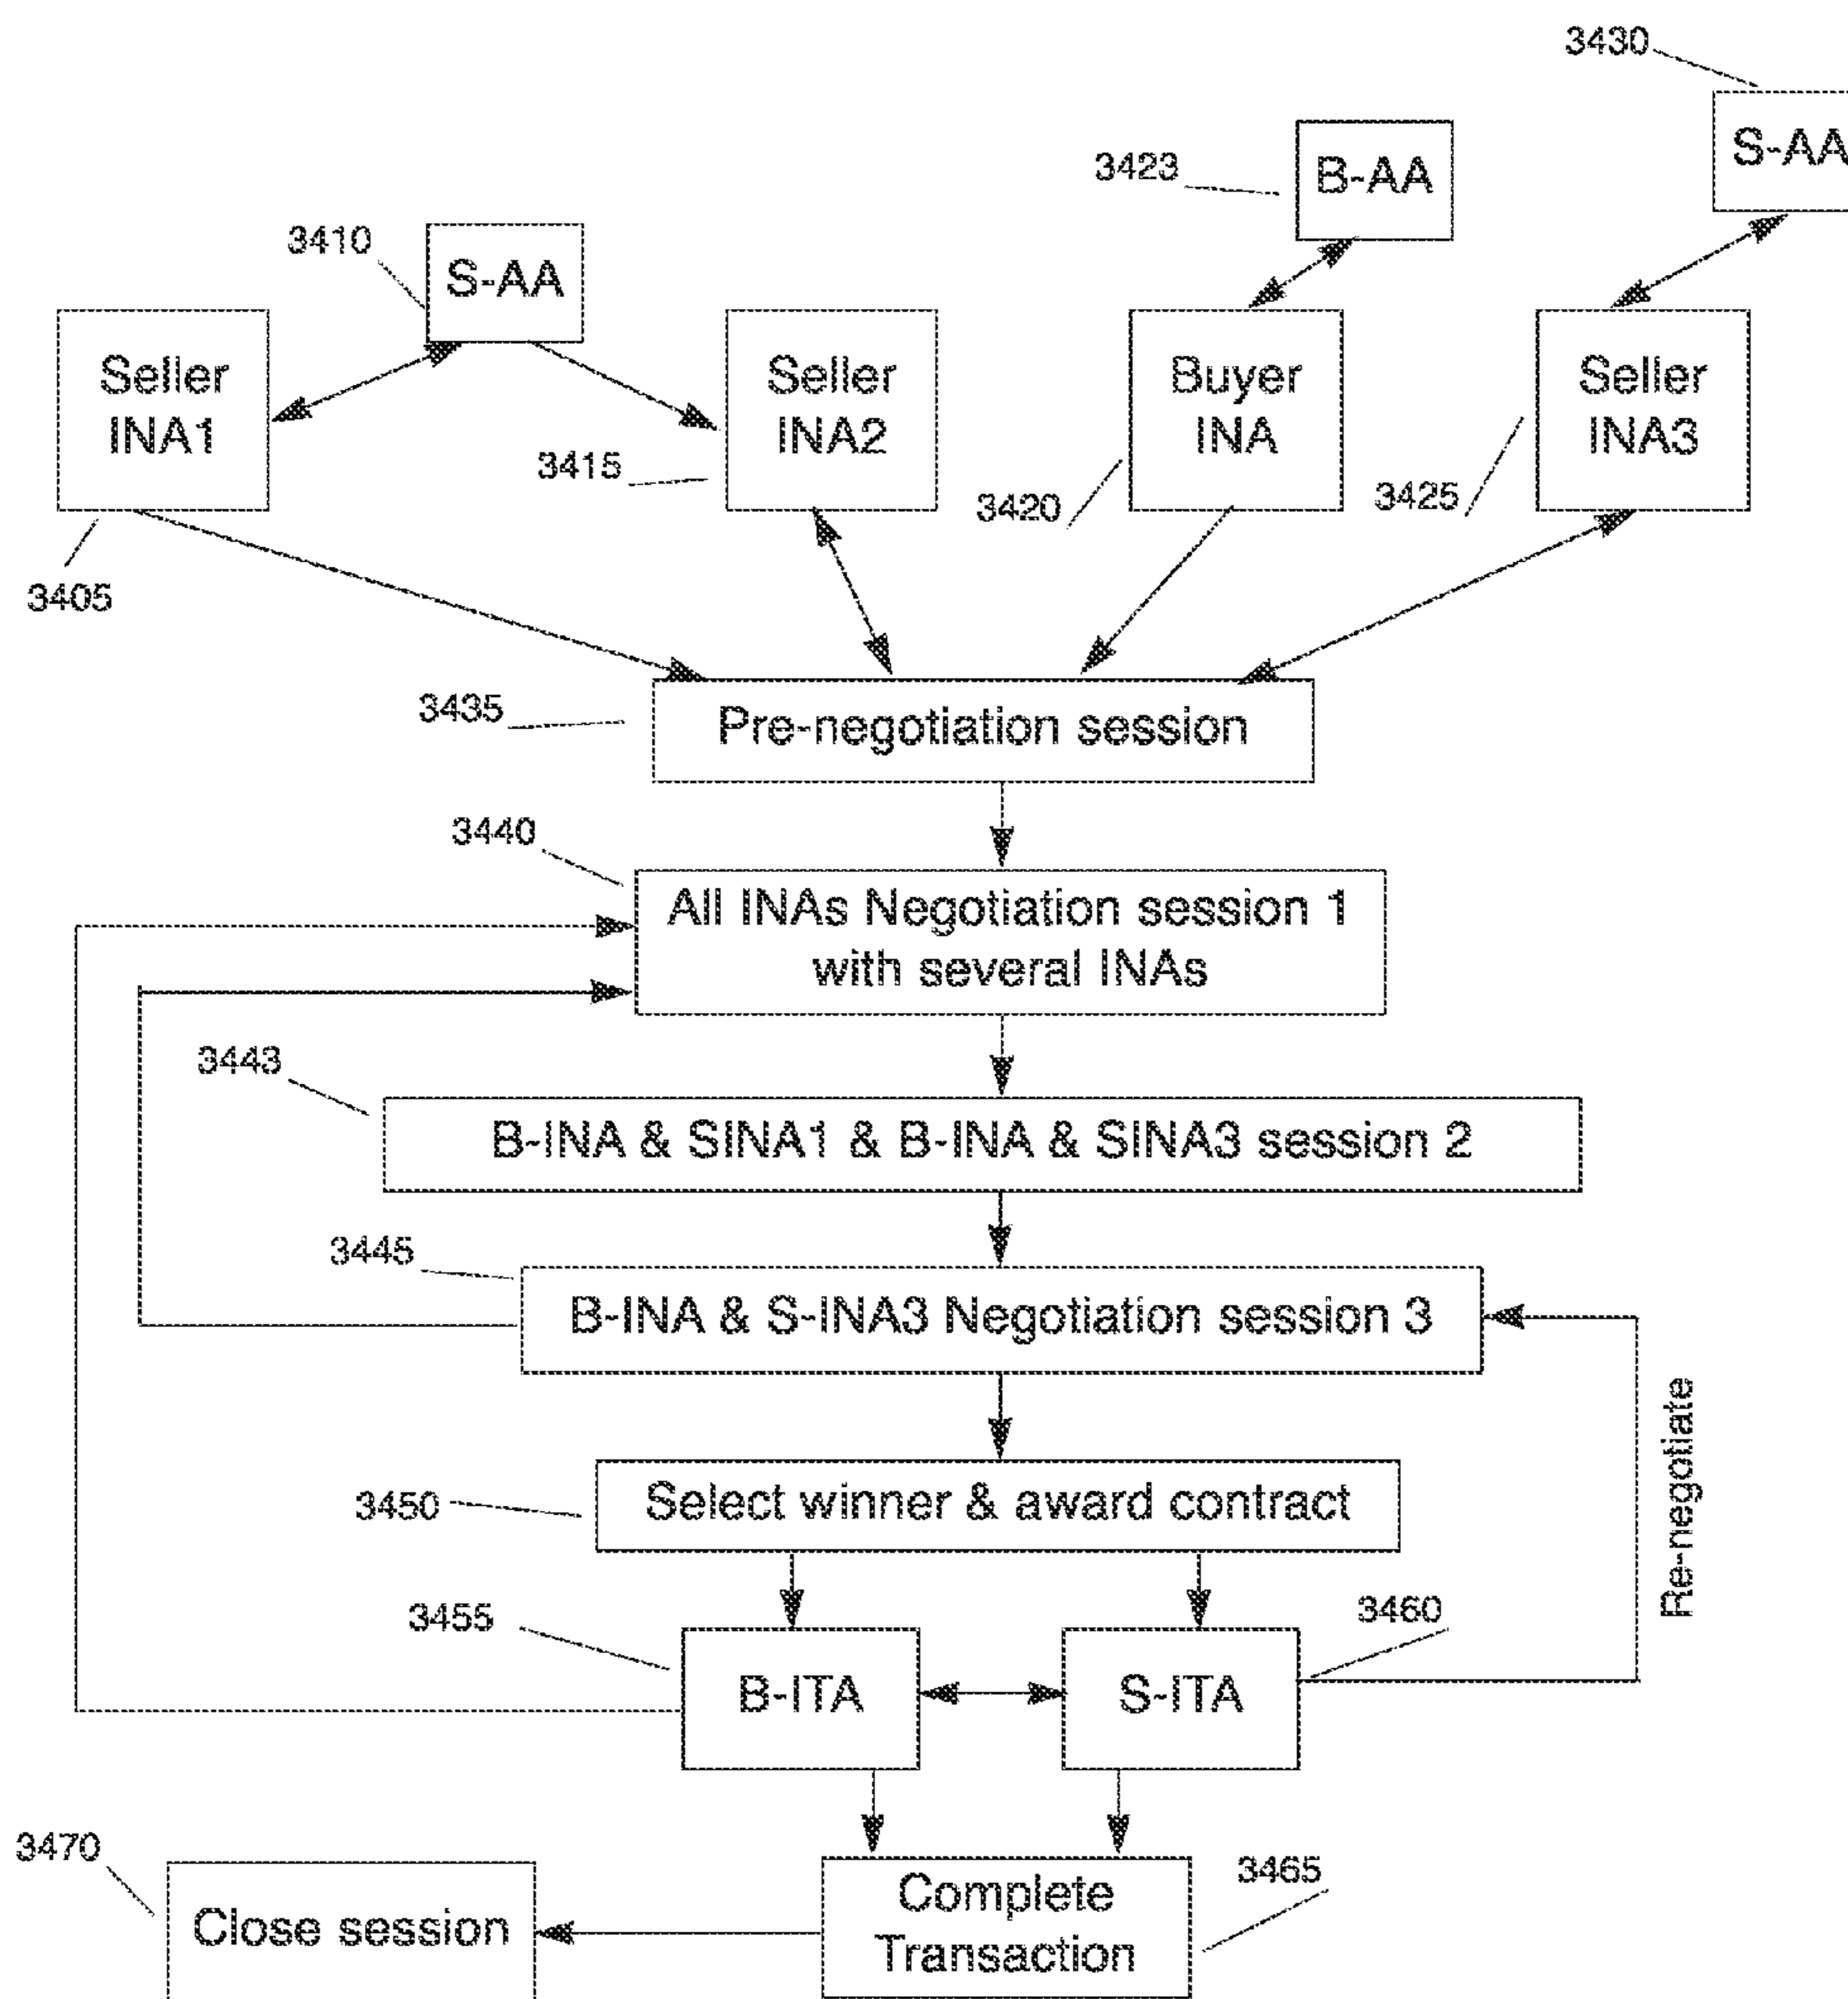 3430
S-AA
3423
B-AA
3410
S-AA
Seller
INA1
Seller
INA2
Buyer
INA
Seller
INA3
3415
3420
3425
3405
3435
Pre-negotiation session
3440
All INAs Negotiation session 1
with several INAs
3443
B-INA & SINA1 & B-INA & SINA3 session 2
3445
B-INA & S-INA3 Negotiation session 3
Re-negotiate
3450
Select winner & award contract
3455
3460
B-ITA
S-ITA
3470
3465
Close session
Complete
Transaction